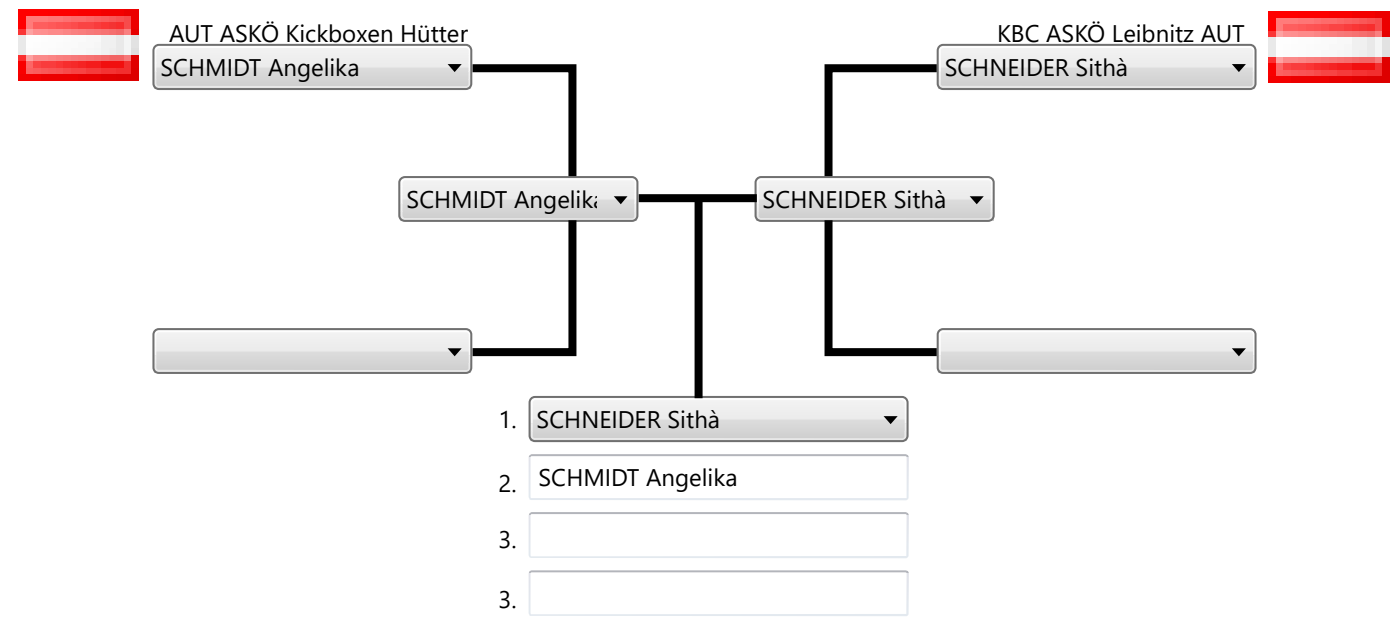 AUT ASKÖ Kickboxen Hütter
KBC ASKÖ Leibnitz AUT
SCHMIDT Angelika
SCHNEIDER Sithà
SCHMIDT Angelika
SCHNEIDER Sithà
1. SCHNEIDER Sithà
2. SCHMIDT Angelika
3.
3.